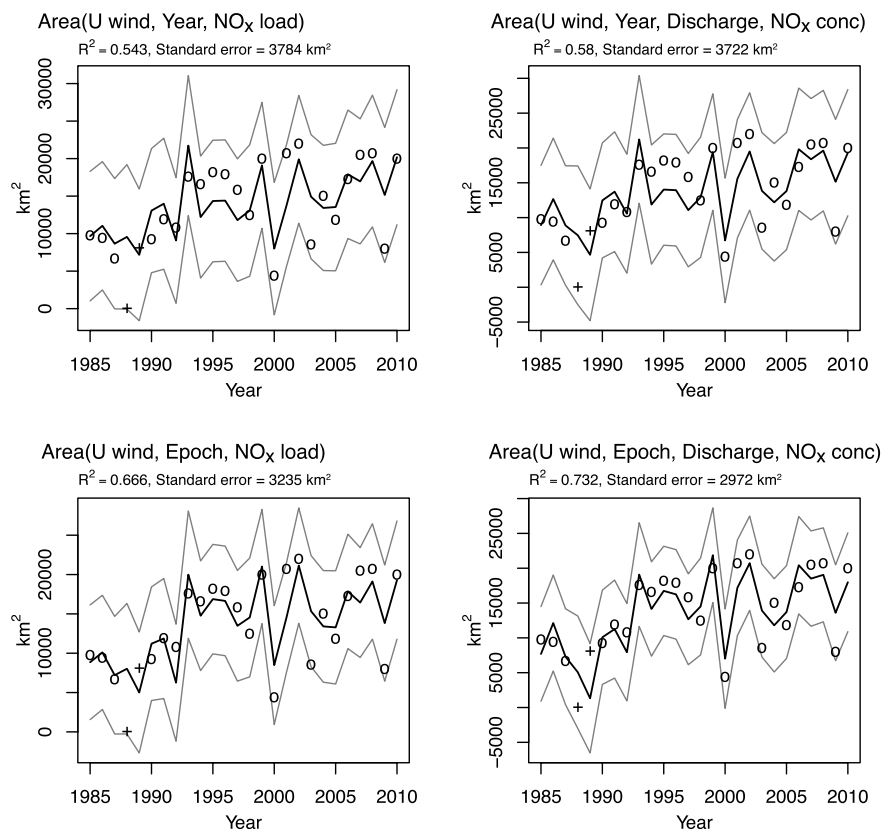 Area(U wind, Year, NOx load)
R2 = 0.543, Standard error = 3784 km2
30000
20000
10000
0
km2
1985 1990 1995 2000 2005 2010
Year
Area(U wind, Year, Discharge, NOx conc)
R2 = 0.58, Standard error = 3722 km2
25000
15000
5000
−5000
km2
1985 1990 1995 2000 2005 2010
Year
Area(U wind, Epoch, NOx load)
R2 = 0.666, Standard error = 3235 km2
20000
10000
0
km2
1985 1990 1995 2000 2005 2010
Year
Area(U wind, Epoch, Discharge, NOx conc)
R2 = 0.732, Standard error = 2972 km2
25000
15000
5000
−5000
km2
1985 1990 1995 2000 2005 2010
Year